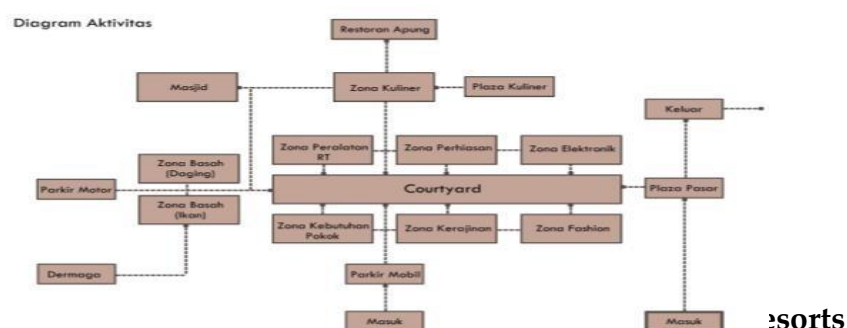 Diagram Aktivitas
Restoran Apung
Masjid
Zona Kuliner
Plaza Kuliner
Keluar
Zona Peralatan
RT
Zona Perhiasan
Zona Elektronik
Zona Basah
(Daging)
Parkir Motor
Courtyard
Plaza Pasar
Zona Basah
(Ikan)
Zona Kebutuhan
Pokok
Zona Kerajinan
Zona Fashion
Dermaga
Parkir Mobil
Masuk
Masuk
esorts